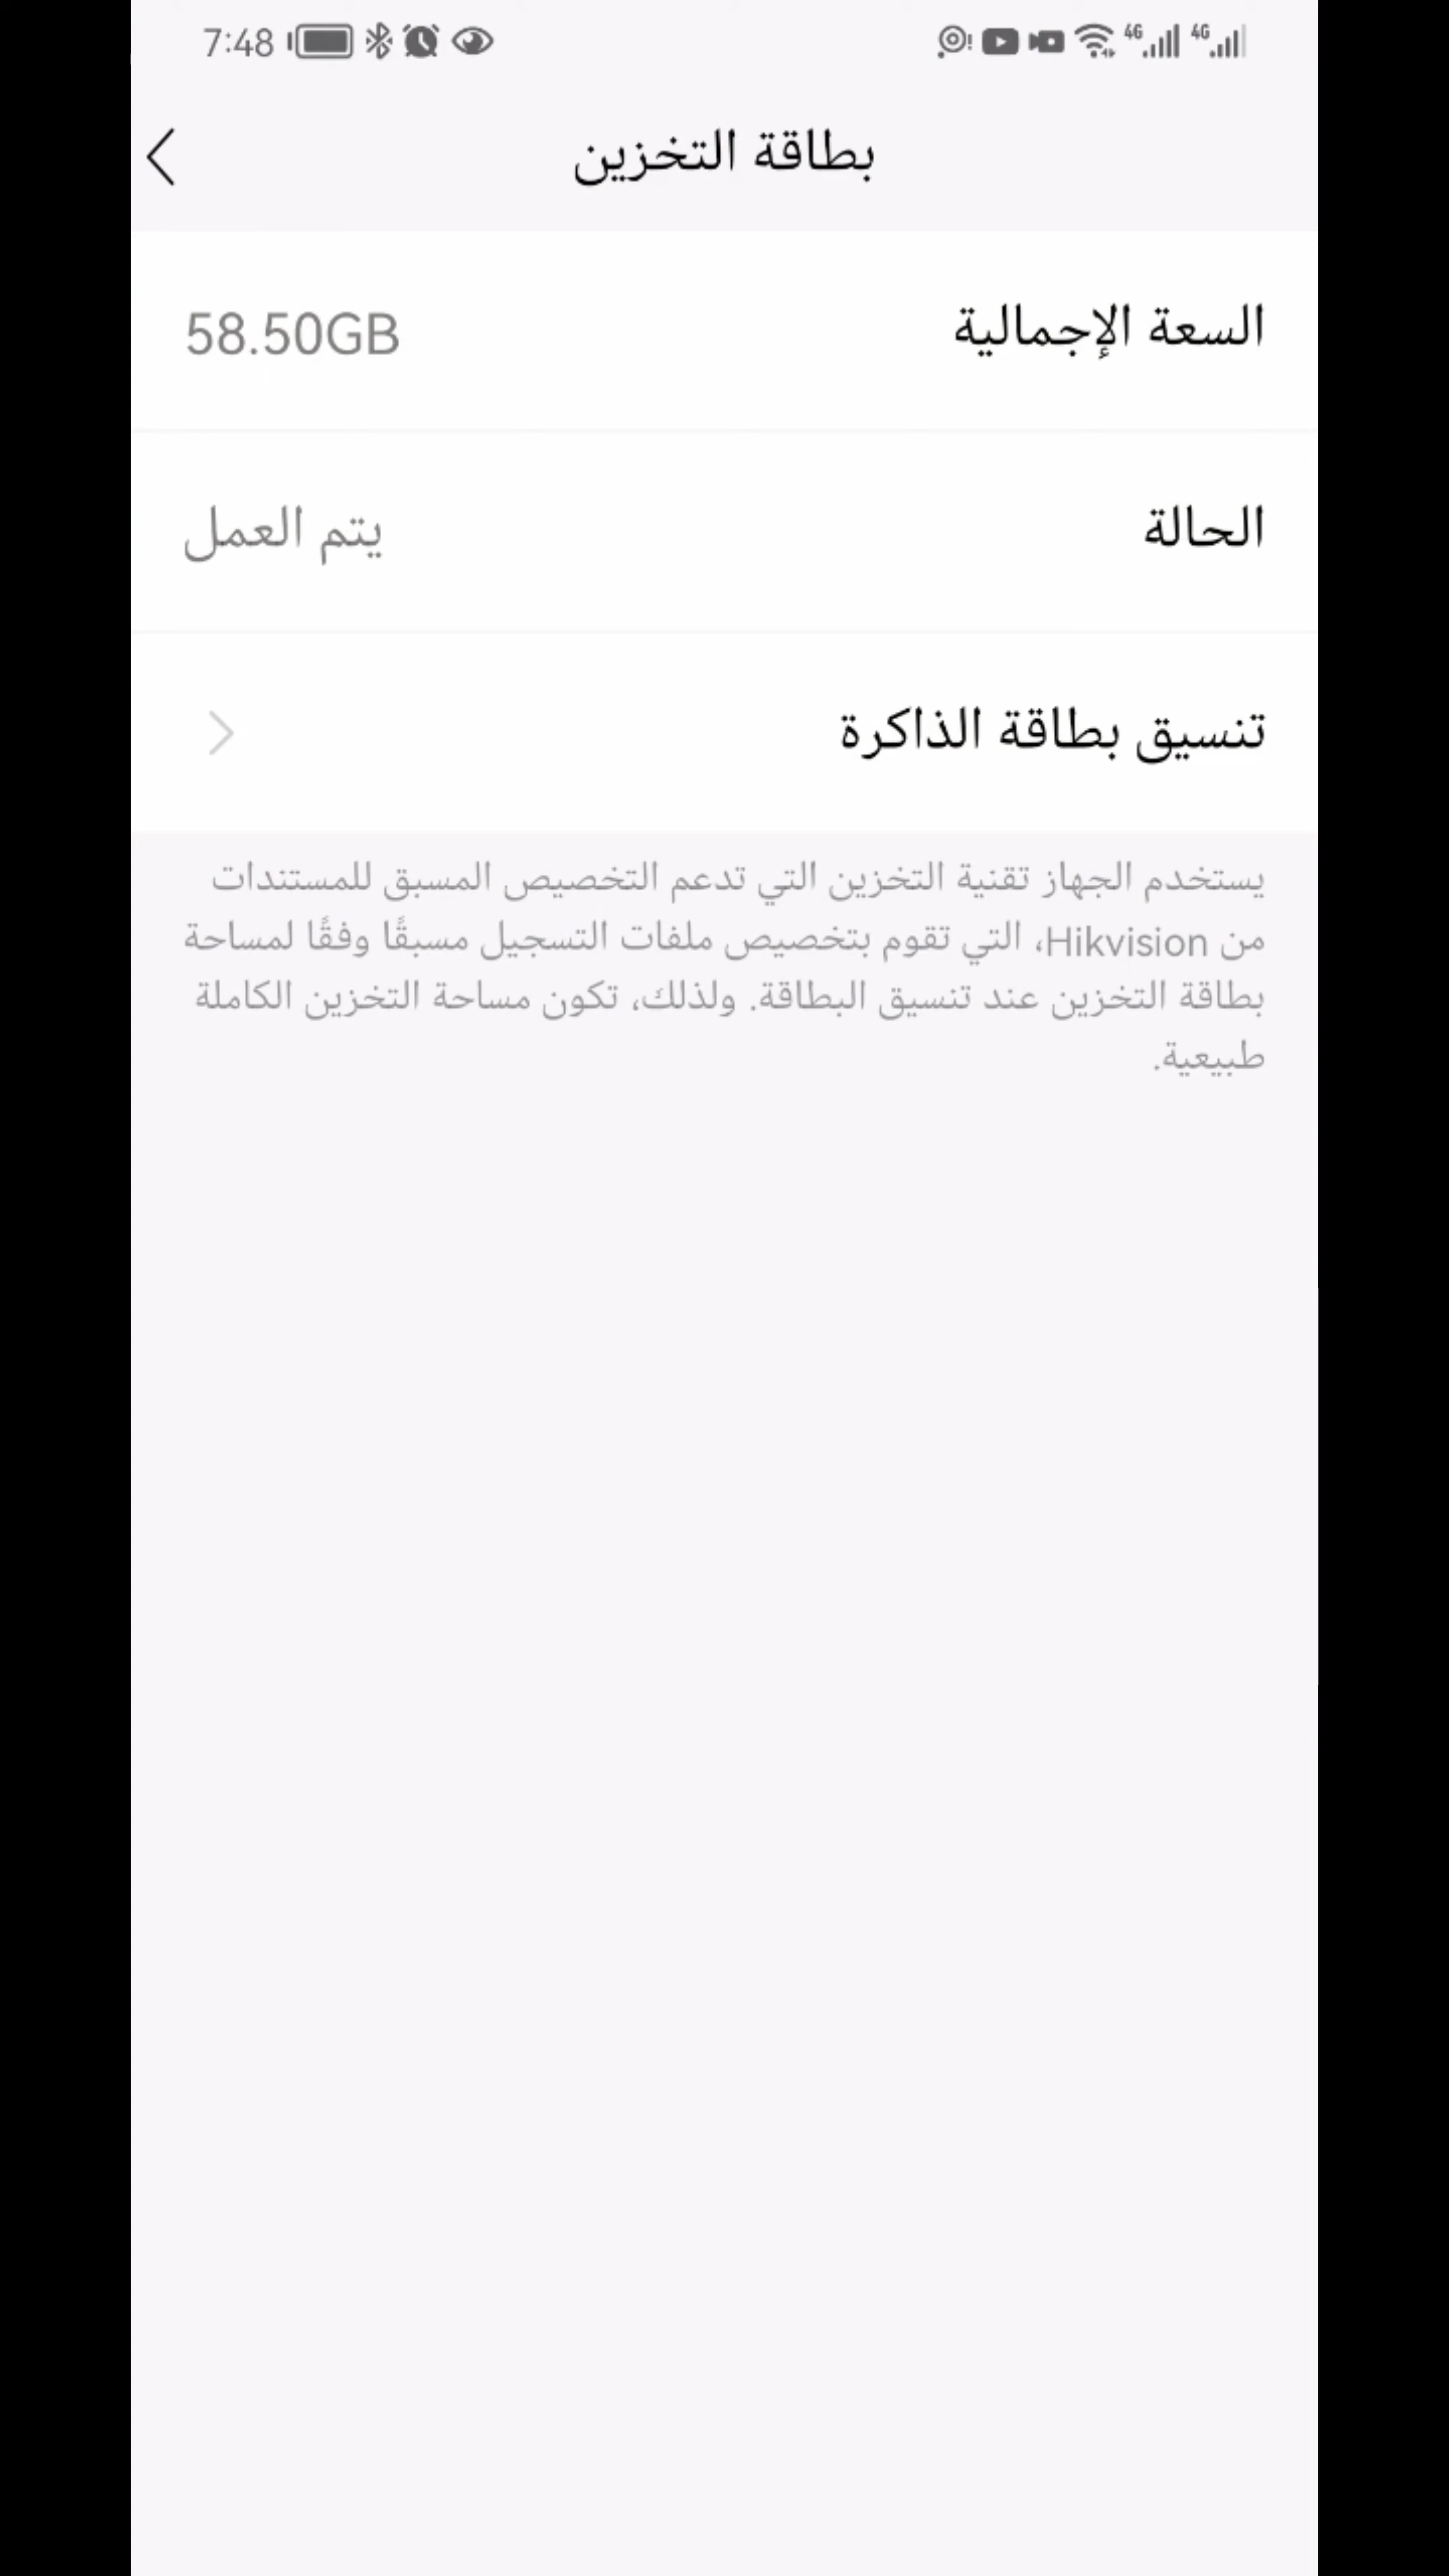 7:48
4G 4G
بطاقة التخزين
السعة الإجمالية 58.50GB
الحالة يتم العمل
تنسيق بطاقة الذاكرة
يستخدم الجهاز تقنية التخزين التي تدعم التخصيص المسبق للمستندات
من Hikvision، التي تقوم بتخصيص ملفات التسجيل مسبقًا وفقًا لمساحة
بطاقة التخزين عند تنسيق البطاقة. ولذلك، تكون مساحة التخزين الكاملة
طبيعية.